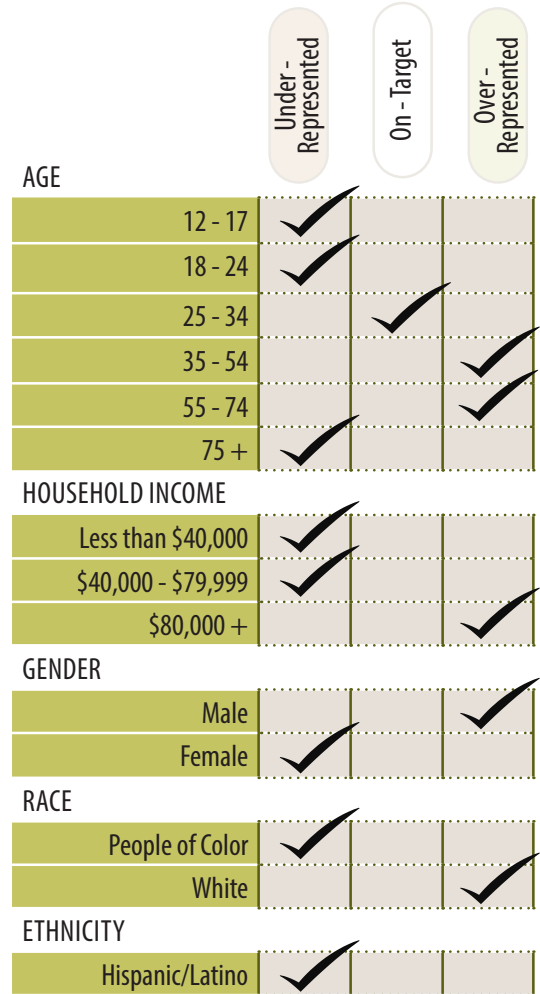 Under -
Represented
On - Target
Over -
Represented
AGE
12 - 17
18 - 24
25 - 34
35 - 54
55 - 74
75 +
HOUSEHOLD INCOME
Less than $40,000
$40,000 - $79,999
$80,000 +
GENDER
Male
Female
RACE
People of Color
White
ETHNICITY
Hispanic/Latino